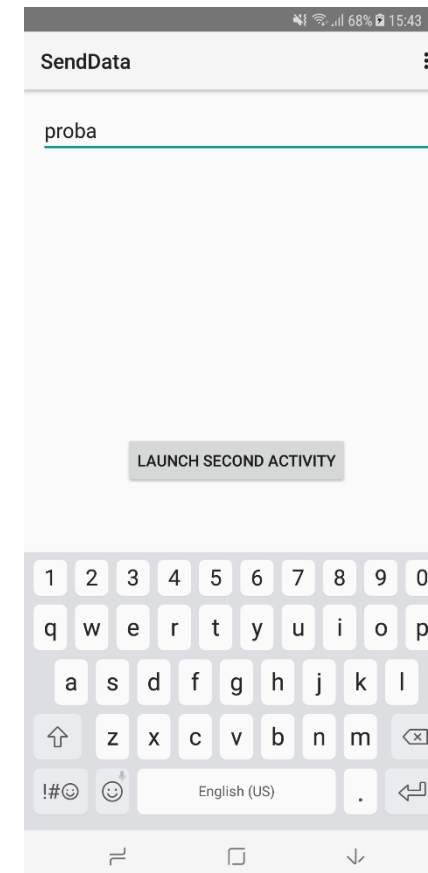 68% 15:43
SendData
proba
LAUNCH SECOND ACTIVITY
1 2 3 4 5 6 7 8 9 0
q w e r t y u i o p
a s d f g h j k l
z x c v b n m
!#☺ English (US) .